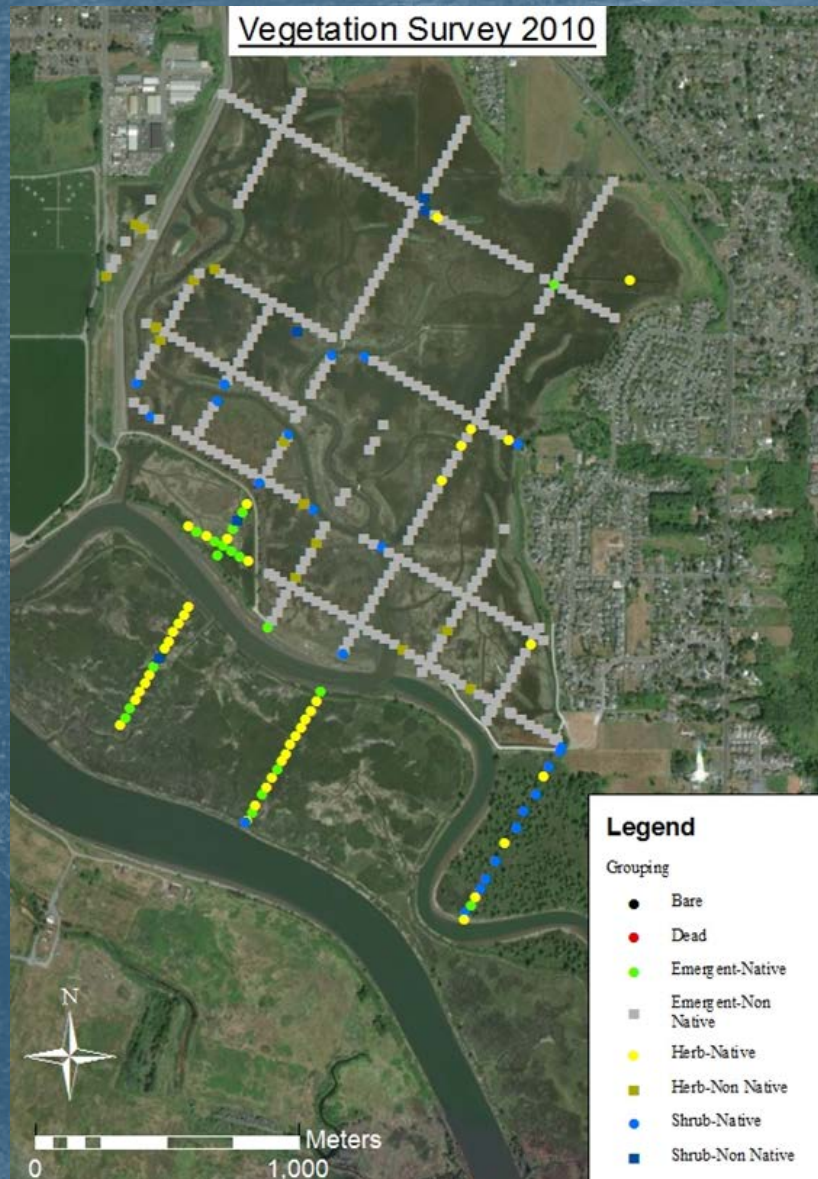 Vegetation Survey 2010
Legend
Grouping
Bare
Dead
Emergent-Native
Emergent-Non
Native
Herb-Native
Herb-Non Native
Shrub-Native
Shrub-Non Native
N
Meters
0
1,000